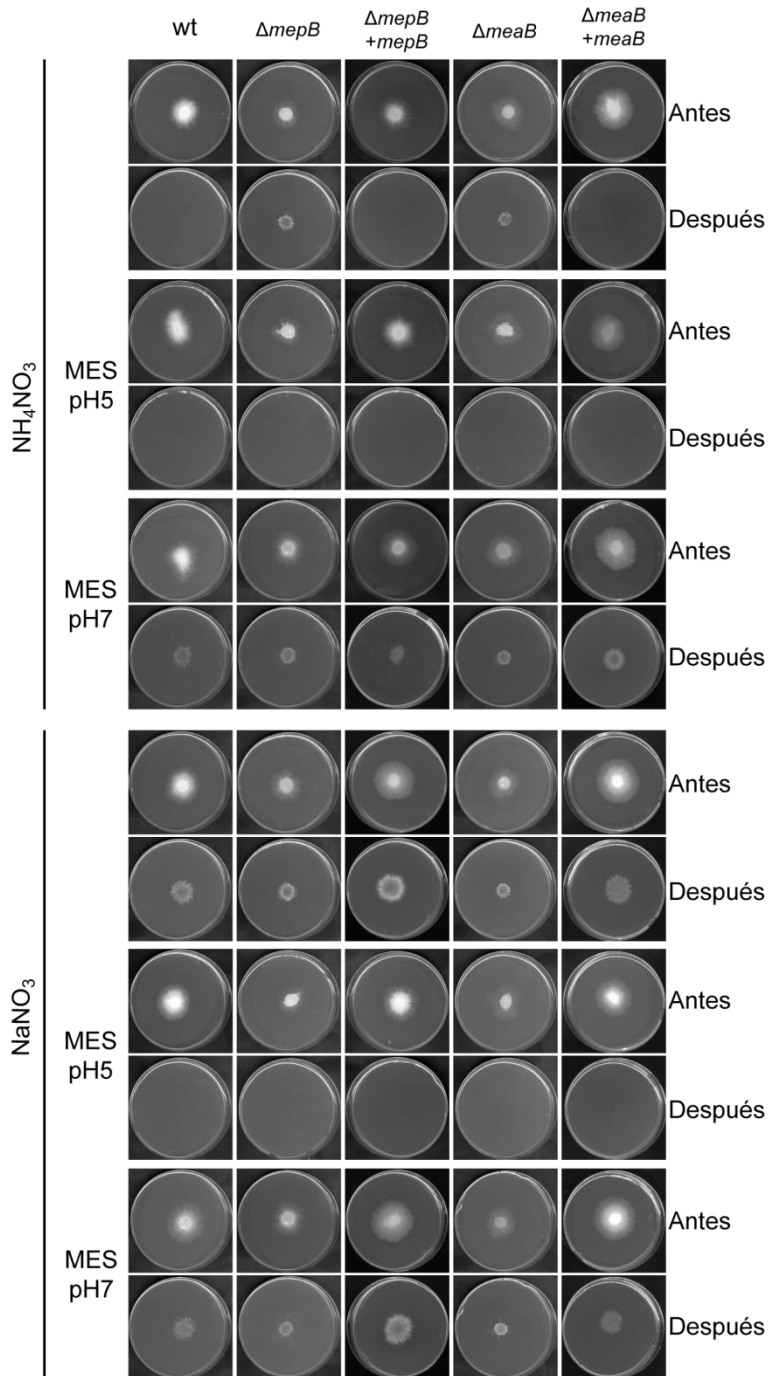 wt
ΔmepB
ΔmepB
+mepB
ΔmeaB
ΔmeaB
+meaB
NH₄NO₃
Antes
Después
MES
pH5
Antes
Después
MES
pH7
Antes
Después
NaNO₃
Antes
Después
MES
pH5
Antes
Después
MES
pH7
Antes
Después